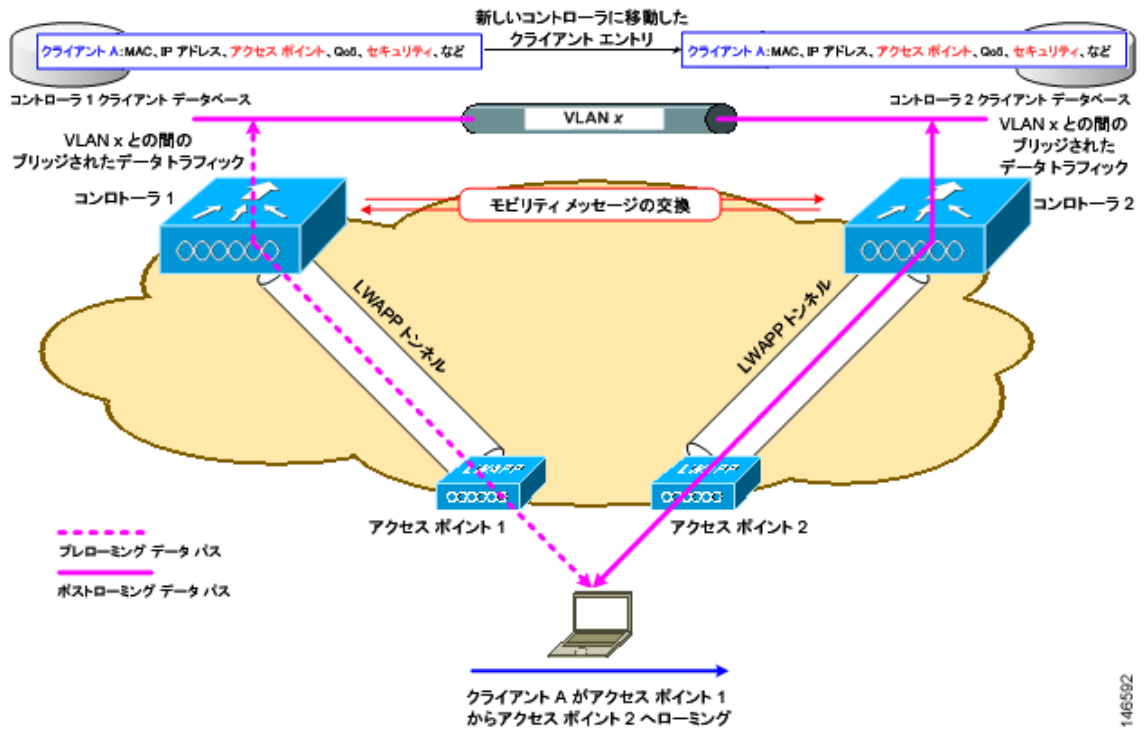 新しいコントローラに移動した
クライアント エントリ
クライアント A:MAC、IP アドレス、アクセス ポイント、QoS、セキュリティ、など
クライアント A:MAC、IP アドレス、アクセス ポイント、QoS、セキュリティ、など
コントローラ 1 クライアント データベース
コントローラ 2 クライアント データベース
VLAN x
VLAN x との間の
ブリッジされたデータ トラフィック
VLAN x との間の
ブリッジされた
データ トラフィック
コンロトーラ 1
モビリティ メッセージの交換
コンロトーラ 2
LWAPP トンネル
LWAPP トンネル
LWAPP
LWAPP
アクセス ポイント 1
アクセス ポイント 2
プレローミング データ パス
ポストローミング データ パス
クライアント A がアクセス ポイント 1
からアクセス ポイント 2 へローミング
146592